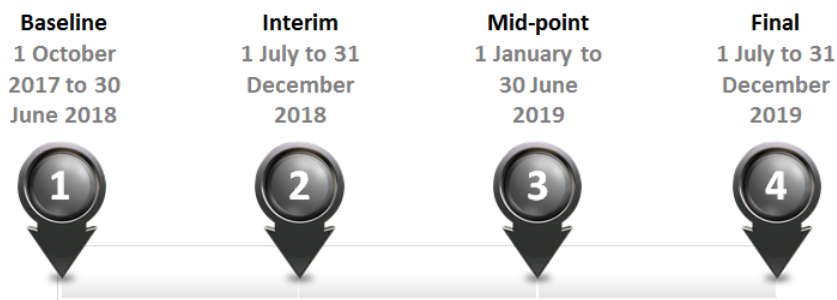 Baseline
1 October
2017 to 30
June 2018
Interim
1 July to 31
December
2018
Mid-point
1 January to
30 June
2019
Final
1 July to 31
December
2019
1
2
3
4